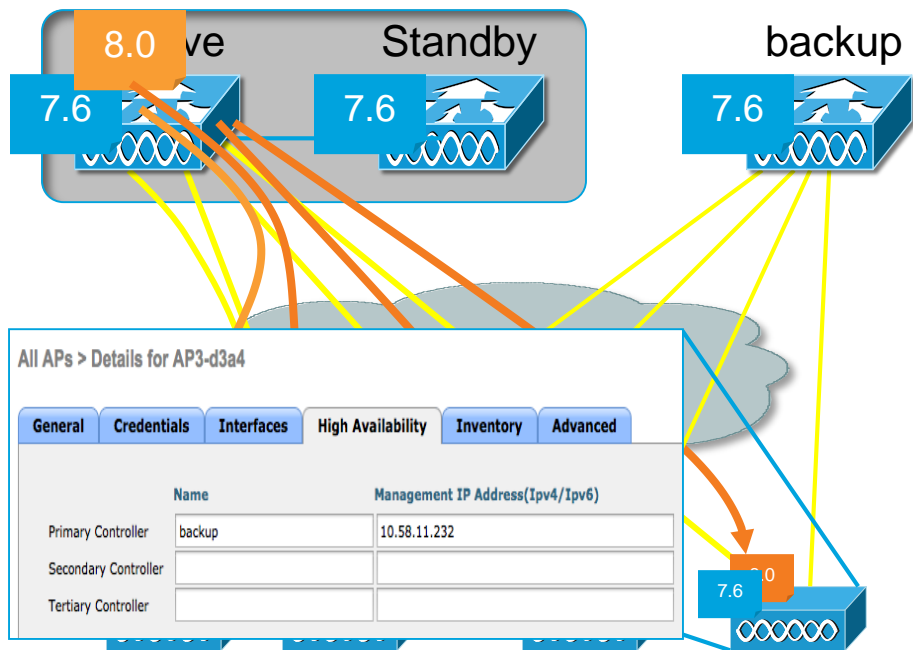 8.0 ve Standby backup
7.6 7.6 7.6
All APs > Details for AP3-d3a4
General Credentials Interfaces High Availability Inventory Advanced
Name Management IP Address(Ipv4/Ipv6)
Primary Controller backup 10.58.11.232
Secondary Controller
Tertiary Controller
7.6